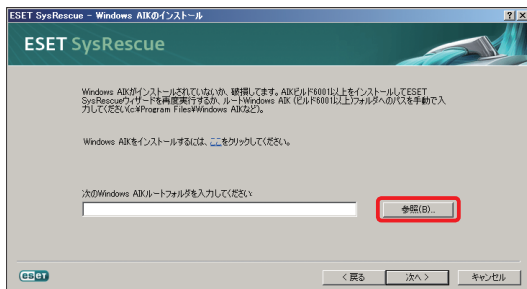 ESET SysRescue - Windows AIKのインストール
ESET SysRescue
Windows AIKがインストールされていないか、破損してます。AIKビルド6001以上をインストールしてESET
SysRescueウィザードを再度実行するか、ルートWindows AIK (ビルド6001以上)フォルダへのパスを手動で入
力してください(c:¥Program Files¥Windows AIKなど)。
Windows AIKをインストールするには、ここをクリックしてください。
次のWindows AIKルートフォルダを入力してください:
参照(B)...
eset
< 戻る
次へ >
キャンセル